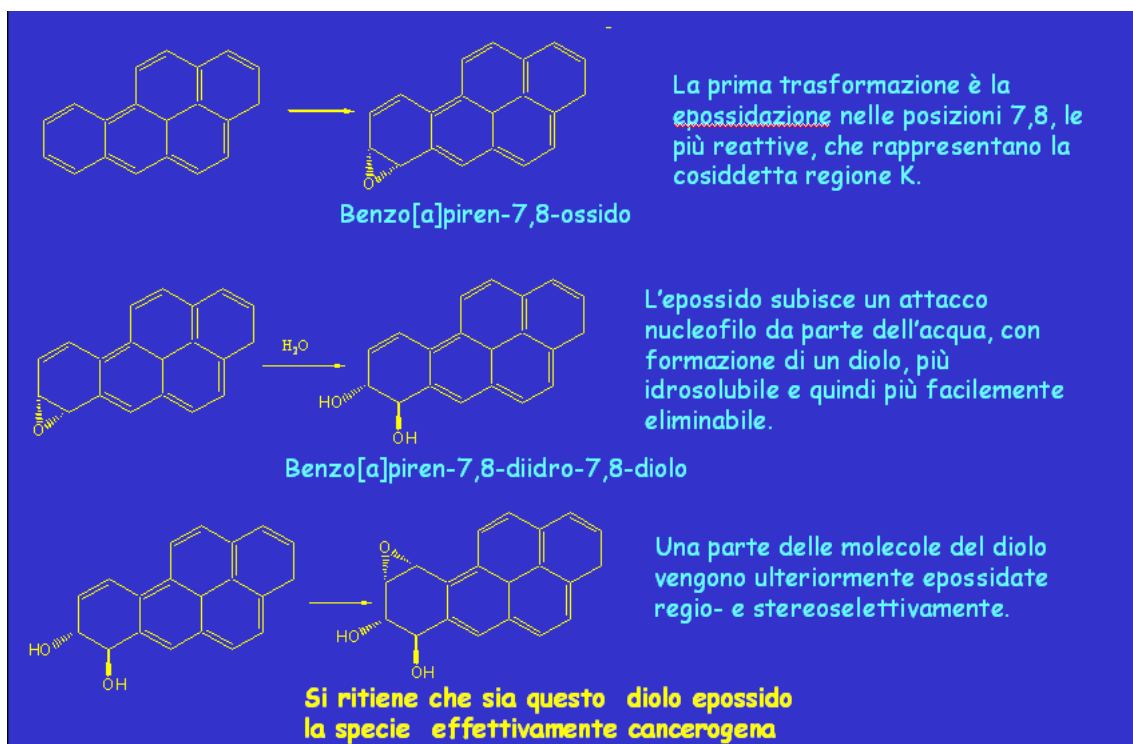 La prima trasformazione è la
epossidazione nelle posizioni 7,8, le
più reattive, che rappresentano la
cosiddetta regione K.
O
Benzo[a]piren-7,8-ossido
L'epossido subisce un attacco
nucleofilo da parte dell'acqua, con
formazione di un diolo, più
idrosolubile e quindi più facilmente
eliminabile.
H2O
O
HO
OH
Benzo[a]piren-7,8-diidro-7,8-diolo
Una parte delle molecole del diolo
vengono ulteriormente epossidate
regio- e stereoselettivamente.
O
HO
OH
HO
OH
Si ritiene che sia questo diolo epossido
la specie effettivamente cancerogena